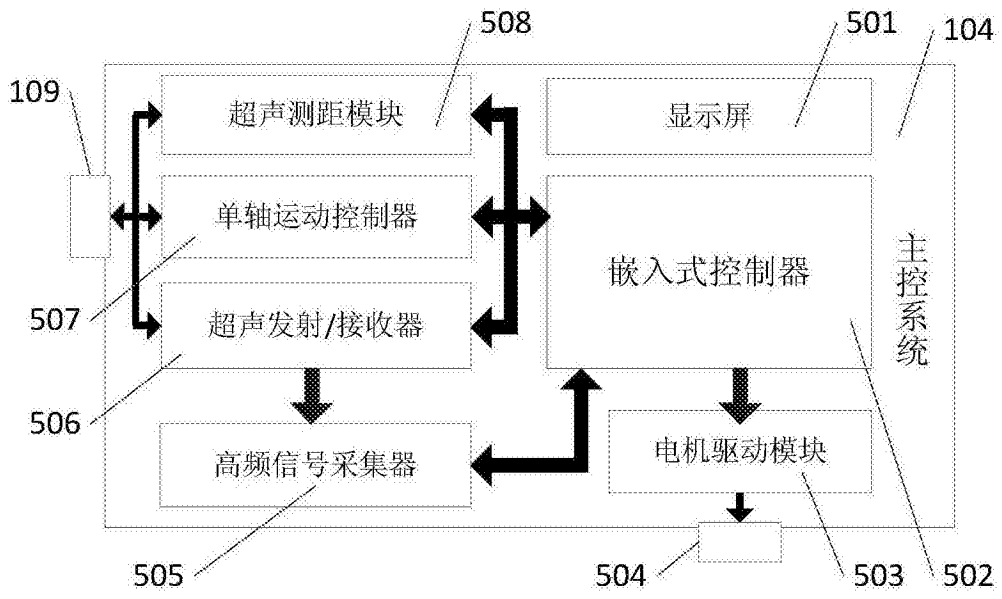 508
501
104
109
超声测距模块
显示屏
单轴运动控制器
嵌入式控制器
主控系统
507
超声发射/接收器
506
高频信号采集器
电机驱动模块
505
504
503
502